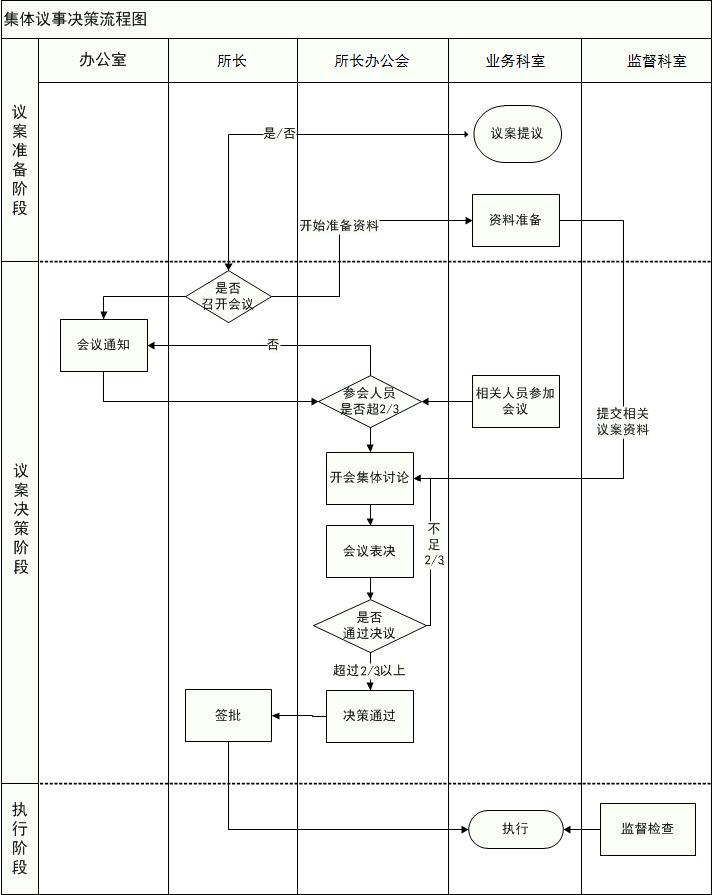 集体议事决策流程图
办公室
所长
所长办公会
业务科室
监督科室
议案准备阶段
是/否
议案提议
开始准备资料
资料准备
议案决策阶段
是否
召开会议
会议通知
否
参会人员
是否超2/3
相关人员参加
会议
提交相关
议案资料
开会集体讨论
不
足
2/3
会议表决
是否
通过决议
超过2/3以上
签批
决策通过
执行阶段
执行
监督检查